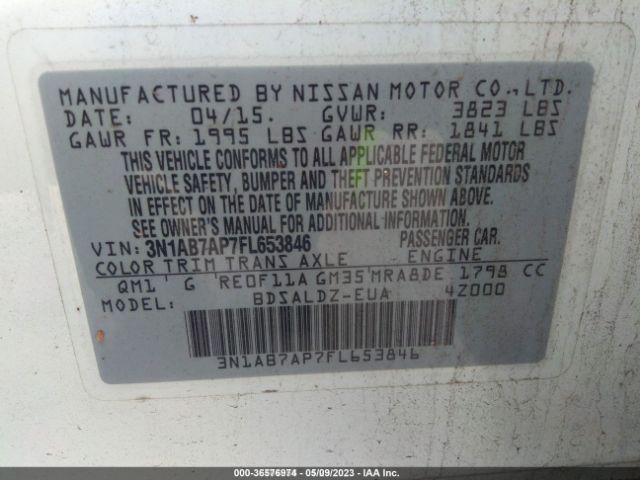 MANUFACTURED BY NISSAN MOTOR CO., LTD.
DATE: 04/15. GVWR: 3823 LBS
GAWR FR: 1995 LBS GAWR RR: 1841 LBS
THIS VEHICLE CONFORMS TO ALL APPLICABLE FEDERAL MOTOR
VEHICLE SAFETY, BUMPER AND THEFT PREVENTION STANDARDS
IN EFFECT ON THE DATE OF MANUFACTURE SHOWN ABOVE.
SEE OWNER'S MANUAL FOR ADDITIONAL INFORMATION.
VIN: 3N1AB7AP7FL653846 PASSENGER CAR.
COLOR TRIM TRANS AXLE ENGINE
QM1 G RE0F11A GM35 MRA8DE 1798 CC
MODEL: BDSALDZ-EUA 4Z000
3N1AB7AP7FL653846
000-36576974 - 05/09/2023 - IAA Inc.